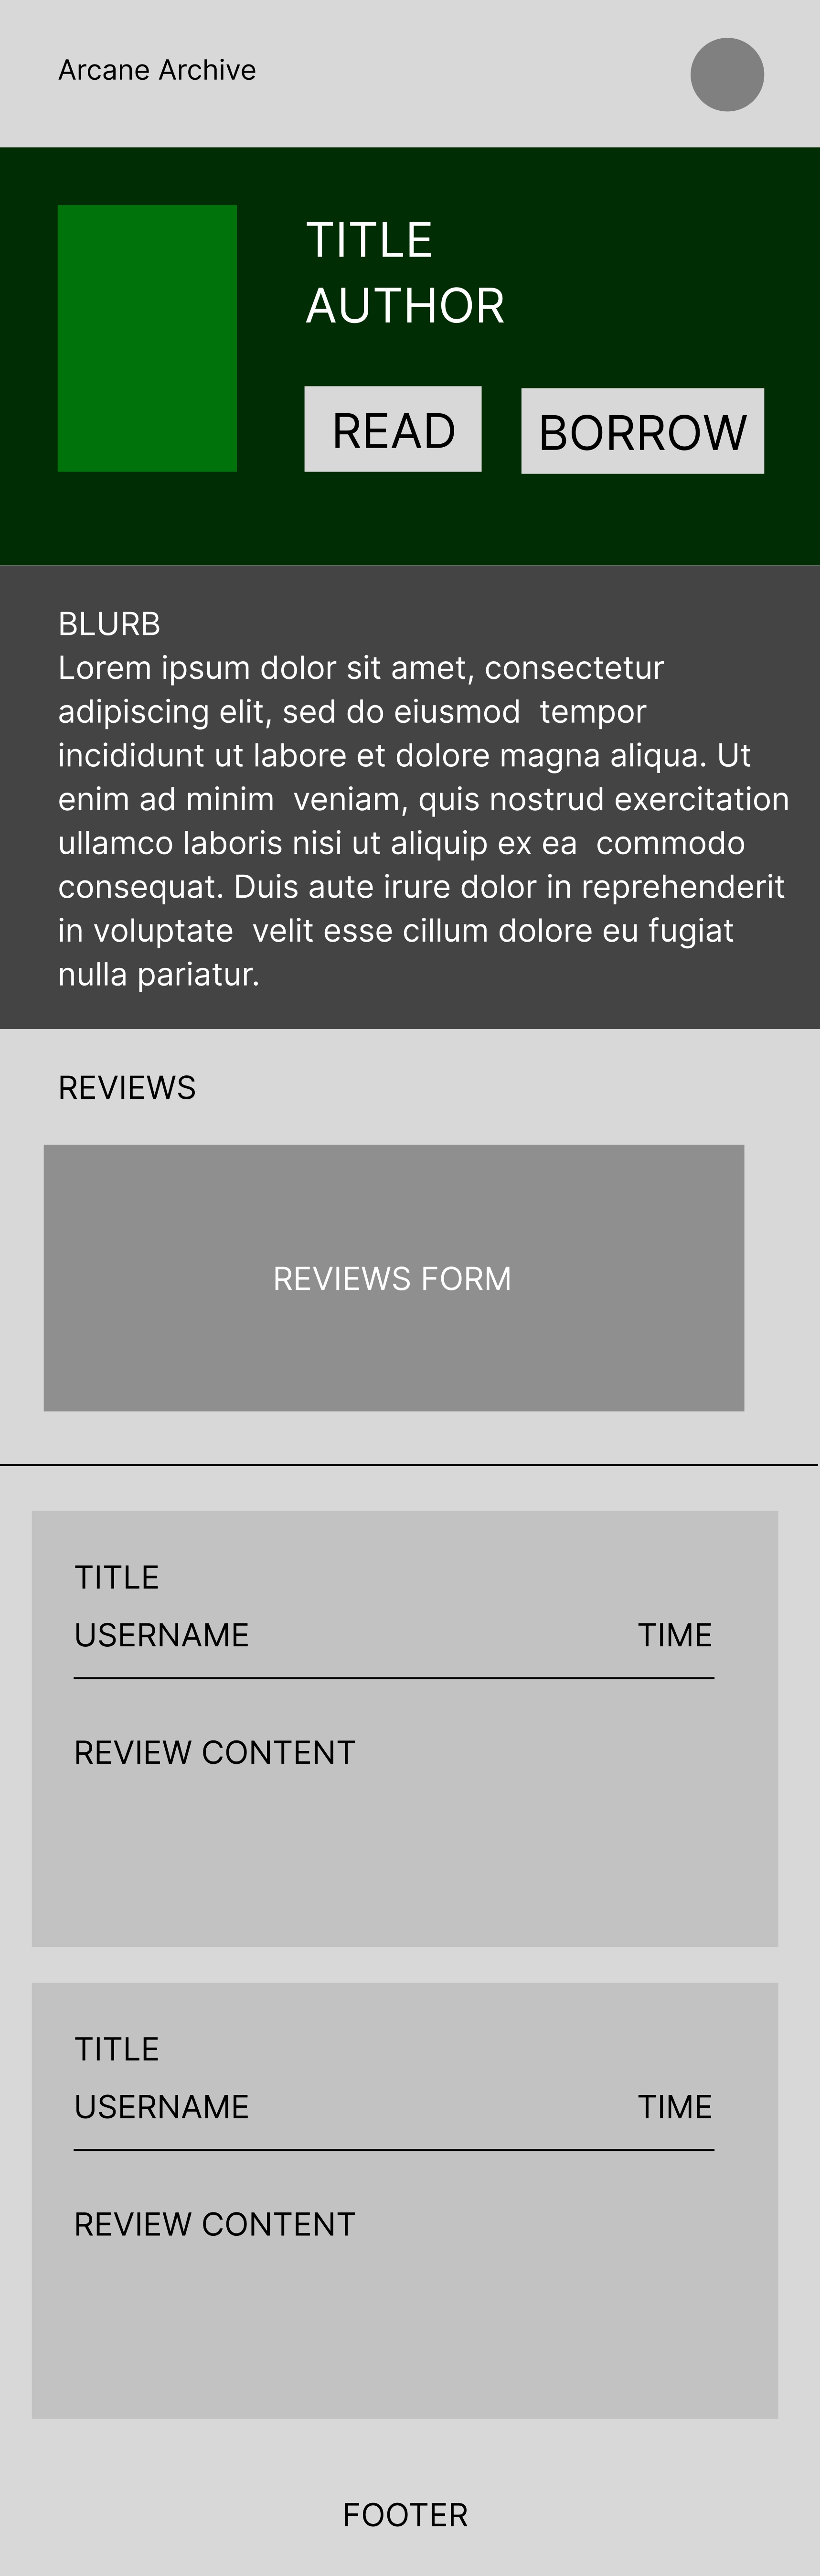 Arcane Archive
TITLE
AUTHOR
READ
BORROW
BLURB
Lorem ipsum dolor sit amet, consectetur
adipiscing elit, sed do eiusmod  tempor
incididunt ut labore et dolore magna aliqua. Ut
enim ad minim  veniam, quis nostrud exercitation
ullamco laboris nisi ut aliquip ex ea  commodo
consequat. Duis aute irure dolor in reprehenderit
in voluptate  velit esse cillum dolore eu fugiat
nulla pariatur.
REVIEWS
REVIEWS FORM
TITLE
USERNAME TIME
REVIEW CONTENT
TITLE
USERNAME TIME
REVIEW CONTENT
FOOTER